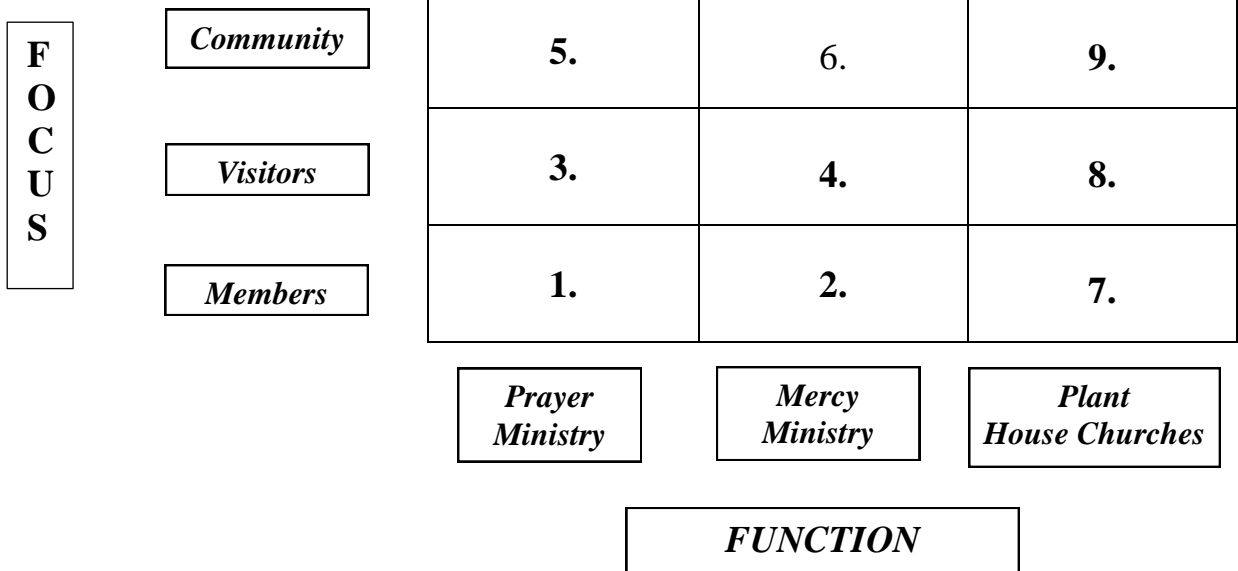 F
O
C
U
S
Community
5.
6.
9.
Visitors
3.
4.
8.
Members
1.
2.
7.
Prayer
Ministry
Mercy
Ministry
Plant
House Churches
FUNCTION